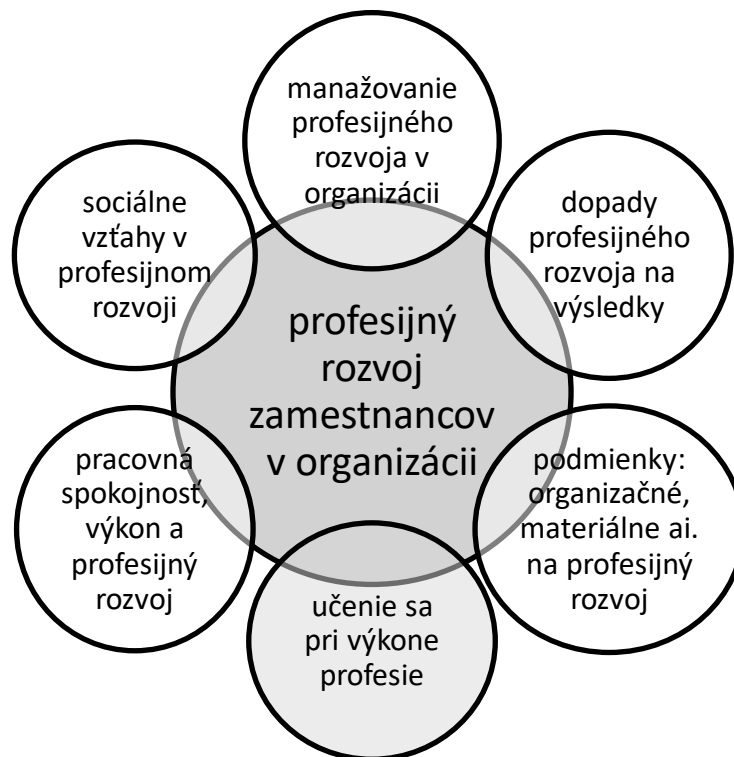 manažovanie
profesijného
rozvoja v
organizácii
dopady
profesijného
rozvoja na
výsledky
podmienky:
organizačné,
materiálne ai.
na profesijný
rozvoj
učenie sa
pri výkone
profesie
pracovná
spokojnosť,
výkon a
profesijný
rozvoj
sociálne
vzťahy v
profesijnom
rozvoji
profesijný
rozvoj
zamestnancov
v organizácii